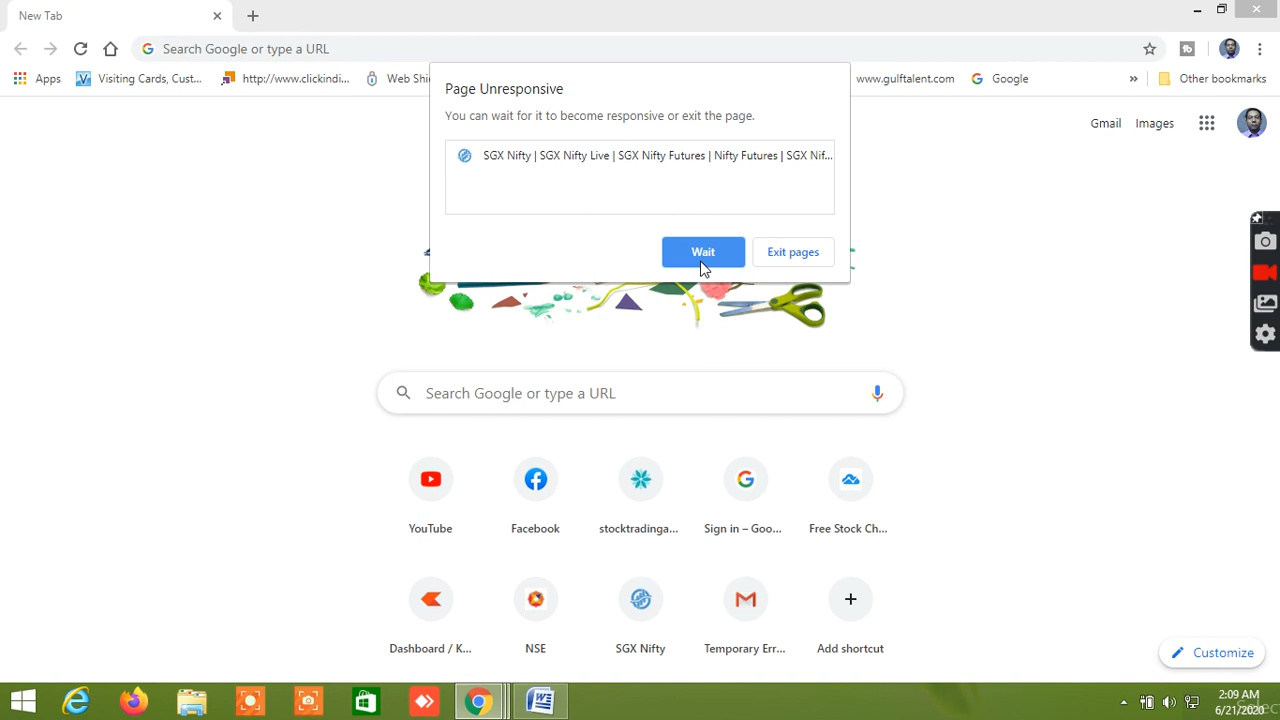 New Tab
Search Google or type a URL
Apps
Visiting Cards, Cust...
http://www.clickindi...
Web Shi
www.gulftalent.com
Google
»
Other bookmarks
Page Unresponsive
You can wait for it to become responsive or exit the page.
SGX Nifty | SGX Nifty Live | SGX Nifty Futures | Nifty Futures | SGX Nif...
Wait
Exit pages
Gmail
Images
Search Google or type a URL
YouTube
Facebook
stocktradinga...
Sign in – Goo...
Free Stock Ch...
Dashboard / K...
NSE
SGX Nifty
Temporary Err...
Add shortcut
Customize
2:09 AM
6/21/2020